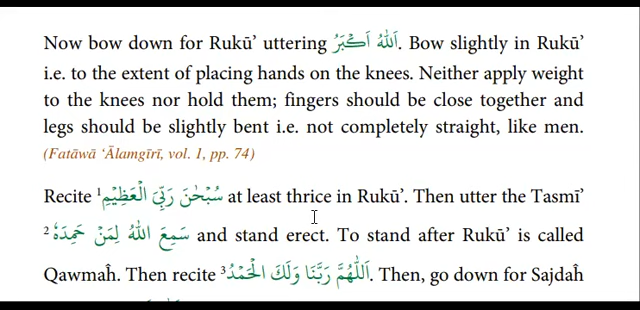 Now bow down for Rukū’ uttering اَللّٰهُ اَكْبَرُ. Bow slightly in Rukū’
i.e. to the extent of placing hands on the knees. Neither apply weight
to the knees nor hold them; fingers should be close together and
legs should be slightly bent i.e. not completely straight, like men.
(Fatāwā ‘Ālamgīrī, vol. 1, pp. 74)
Recite ¹سُبْحٰنَ رَبِّیَ الْعَظِیْمِ at least thrice in Rukū’. Then utter the Tasmī’
² سَمِعَ اللّٰهُ لِمَنْ حَمِدَهٗ and stand erect. To stand after Rukū’ is called
Qawmaĥ. Then recite ³اَللّٰهُمَّ رَبَّنَا وَلَكَ الْحَمْدُ. Then, go down for Sajdaĥ